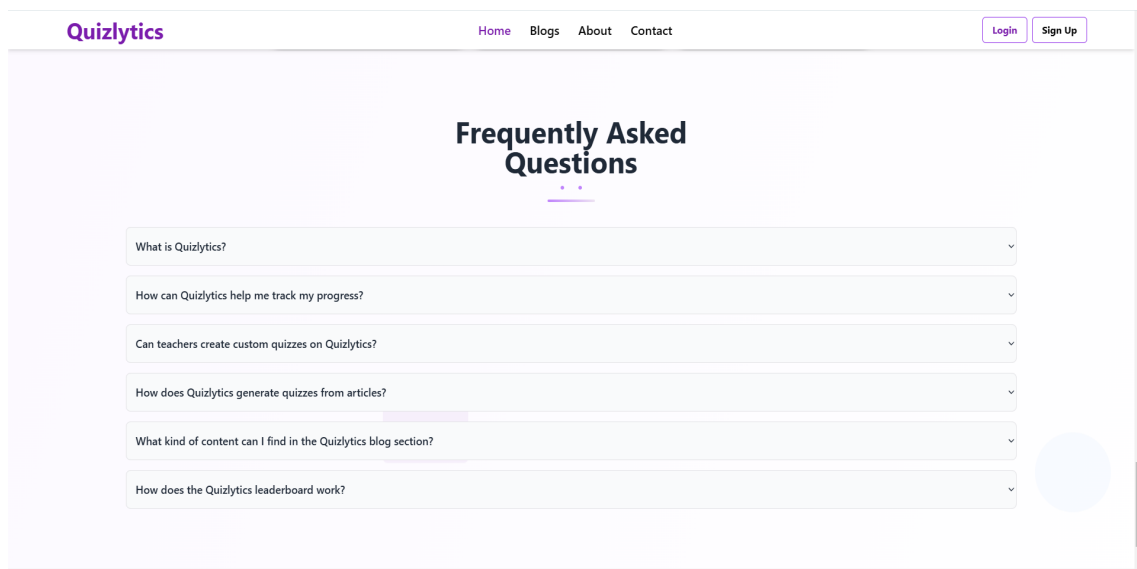 Quizlytics
Home Blogs About Contact
Login Sign Up
Frequently Asked
Questions
What is Quizlytics?
How can Quizlytics help me track my progress?
Can teachers create custom quizzes on Quizlytics?
How does Quizlytics generate quizzes from articles?
What kind of content can I find in the Quizlytics blog section?
How does the Quizlytics leaderboard work?